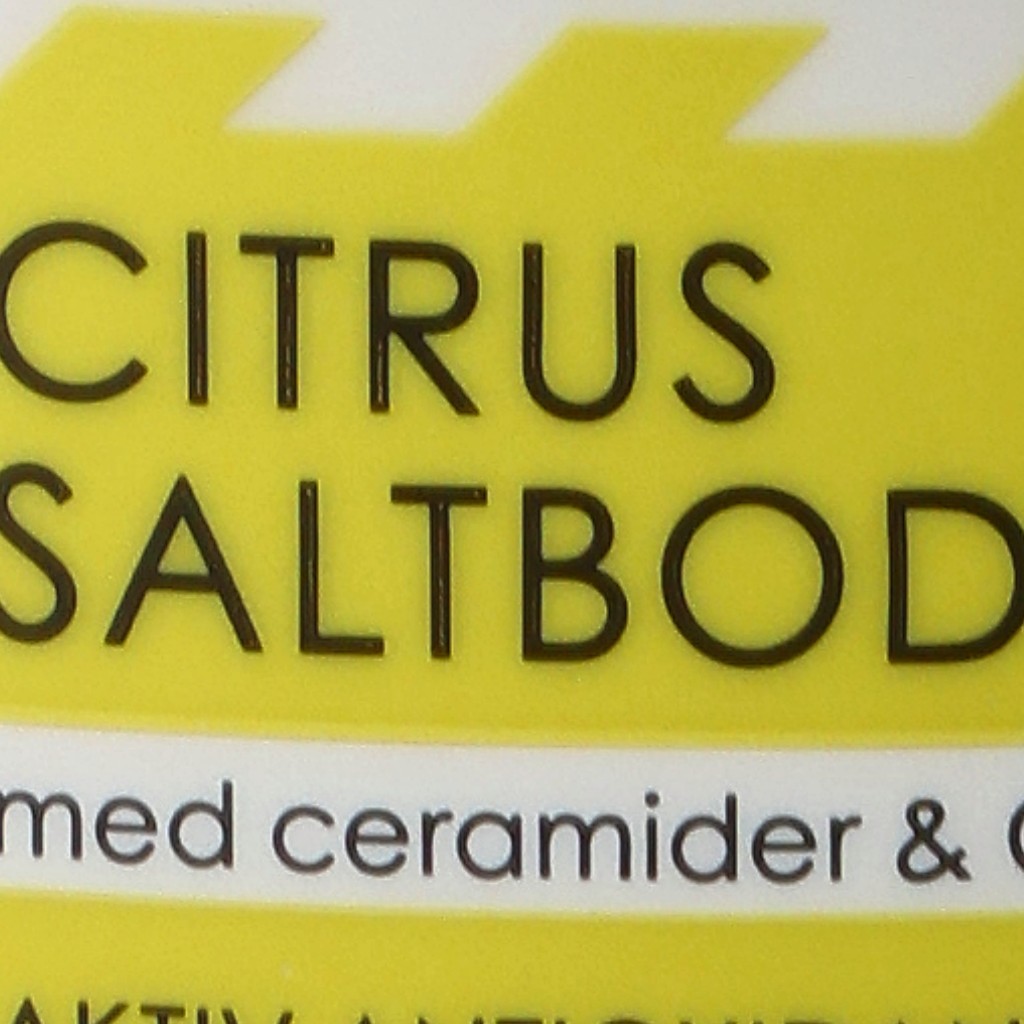 CITRUS
SALTBOD
med ceramider &